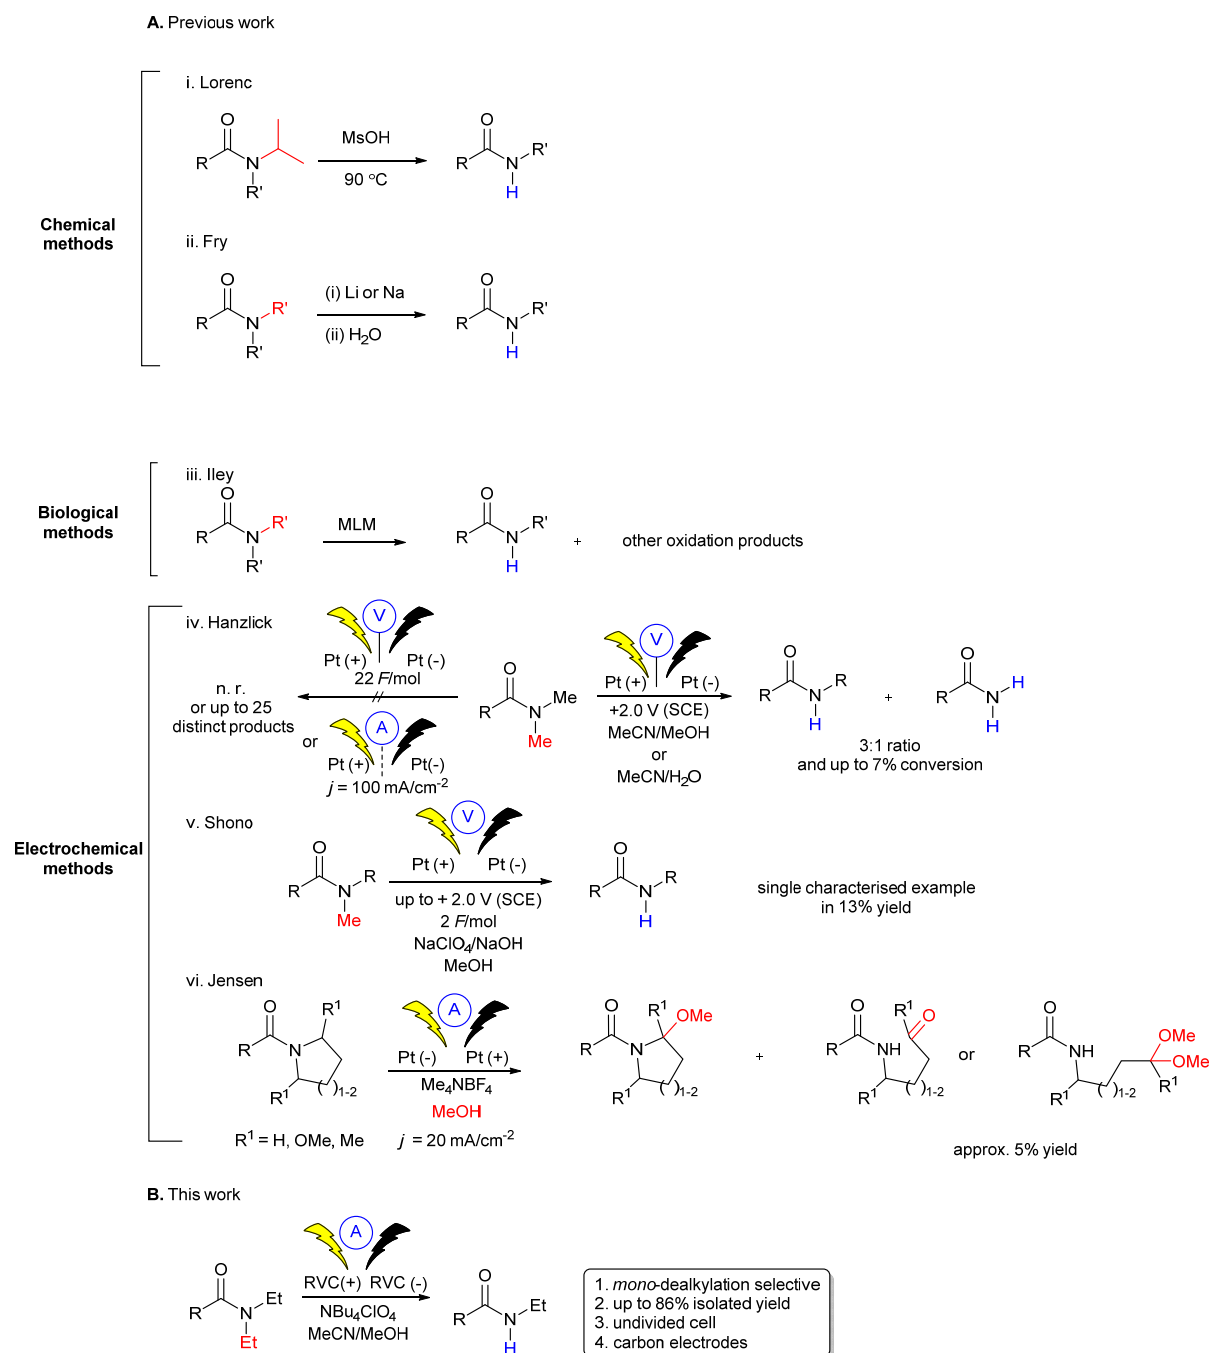 A. Previous work
i. Lorenc
O
R
N
R'
MsOH
90 °C
O
R
N
R'
H
Chemical
methods
ii. Fry
O
R
N
R'
R'
(i) Li or Na
(ii) H2O
O
R
N
R'
H
iii. Iley
Biological
methods
O
R
N
R'
R'
MLM
O
R
N
R'
H
+
other oxidation products
iv. Hanzlick
V
Pt (+)
Pt (-)
22 F/mol
n. r.
or up to 25
distinct products
or
A
Pt (+)
Pt(-)
j = 100 mA/cm-2
O
R
N
Me
Me
V
Pt (+)
Pt (-)
+2.0 V (SCE)
MeCN/MeOH
or
MeCN/H2O
O
R
N
R
H
+
O
R
N
H
H
3:1 ratio
and up to 7% conversion
Electrochemical
methods
v. Shono
O
R
N
R
Me
V
Pt (+)
Pt (-)
up to + 2.0 V (SCE)
2 F/mol
NaClO4/NaOH
MeOH
O
R
N
R
H
single characterised example
in 13% yield
vi. Jensen
O
R
N
R1
R1
( )1-2
R1 = H, OMe, Me
A
Pt (-)
Pt (+)
Me4NBF4
MeOH
j = 20 mA/cm-2
O
R
N
R1
OMe
R1
( )1-2
+
O
R
NH
R1
O
R1
( )1-2
or
O
R
NH
R1
( )1-2
OMe
OMe
R1
approx. 5% yield
B. This work
O
R
N
Et
Et
A
RVC(+)
RVC (-)
NBu4ClO4
MeCN/MeOH
O
R
N
Et
H
1. mono-dealkylation selective
2. up to 86% isolated yield
3. undivided cell
4. carbon electrodes